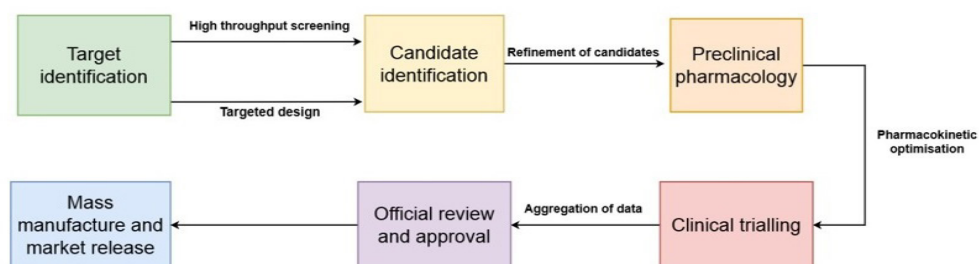 High throughput screening
Target
identification
Targeted design
Candidate
identification
Refinement of candidates
Preclinical
pharmacology
Pharmacokinetic
optimisation
Clinical trialling
Aggregation of data
Official review
and approval
Mass
manufacture and
market release